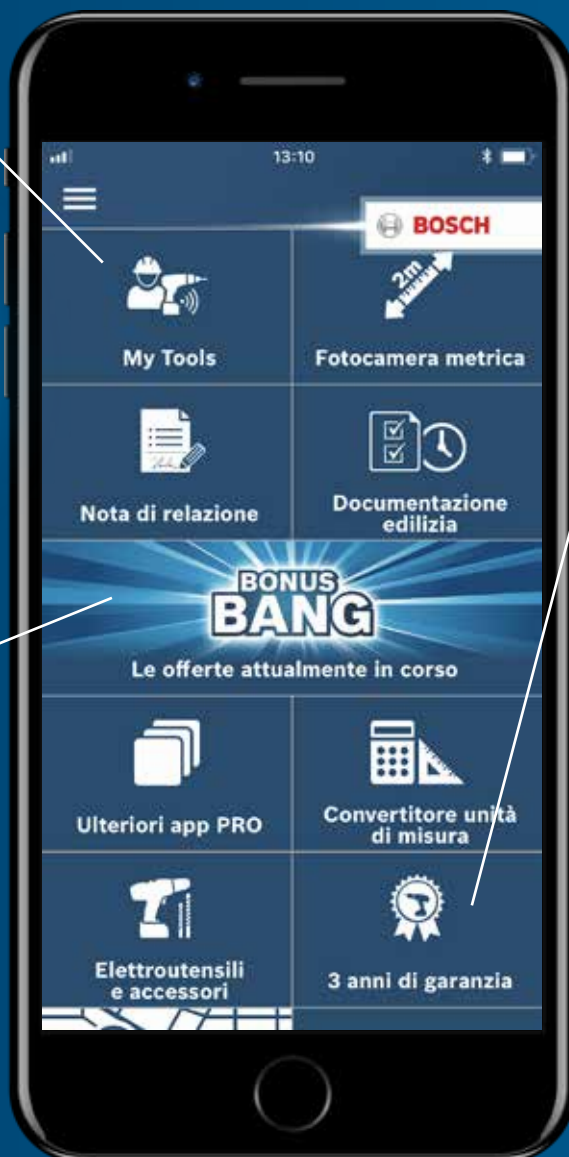 13:10
BOSCH
2m
My Tools
Fotocamera metrica
Nota di relazione
Documentazione
edilizia
BONUS
BANG
Le offerte attualmente in corso
Ulteriori app PRO
Convertitore unità
di misura
Elettroutensili
e accessori
3 anni di garanzia